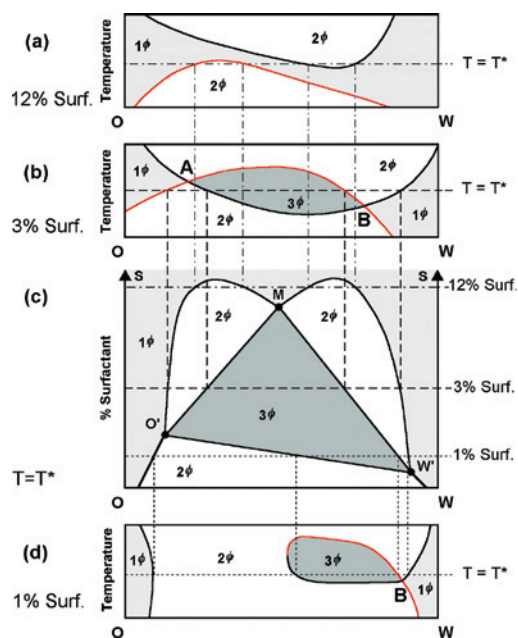 (a)
12% Surf.
Temperature
1ϕ
2ϕ
2ϕ
T = T*
O
W
(b)
3% Surf.
Temperature
1ϕ
A
2ϕ
3ϕ
2ϕ
B
1ϕ
T = T*
O
W
(c)
T=T*
% Surfactant
S
S
M
12% Surf.
2ϕ
2ϕ
1ϕ
3% Surf.
3ϕ
O'
1% Surf.
W'
2ϕ
O
W
(d)
1% Surf.
Temperature
1ϕ
2ϕ
3ϕ
B
1ϕ
T = T*
O
W